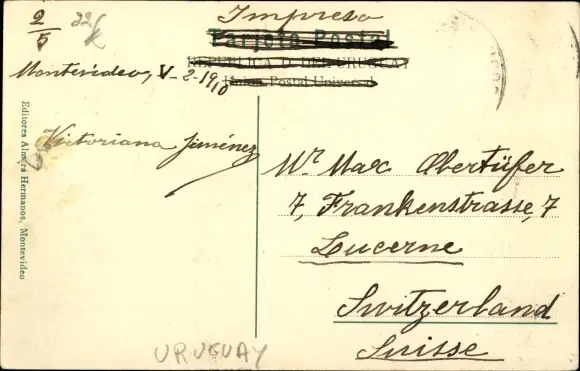 Impreso
2/5
Tarjeta Postal
REPUBLICA O. DEL URUGUAY
Union Postal Universal
Montevideo, V-2-1910
Victoriana Jiménez
Mr. Max Obertüfer
7, Frankenstrasse, 7
Lucerne
Switzerland
Suisse
Editores Almera Hermanos, Montevideo
URUGUAY